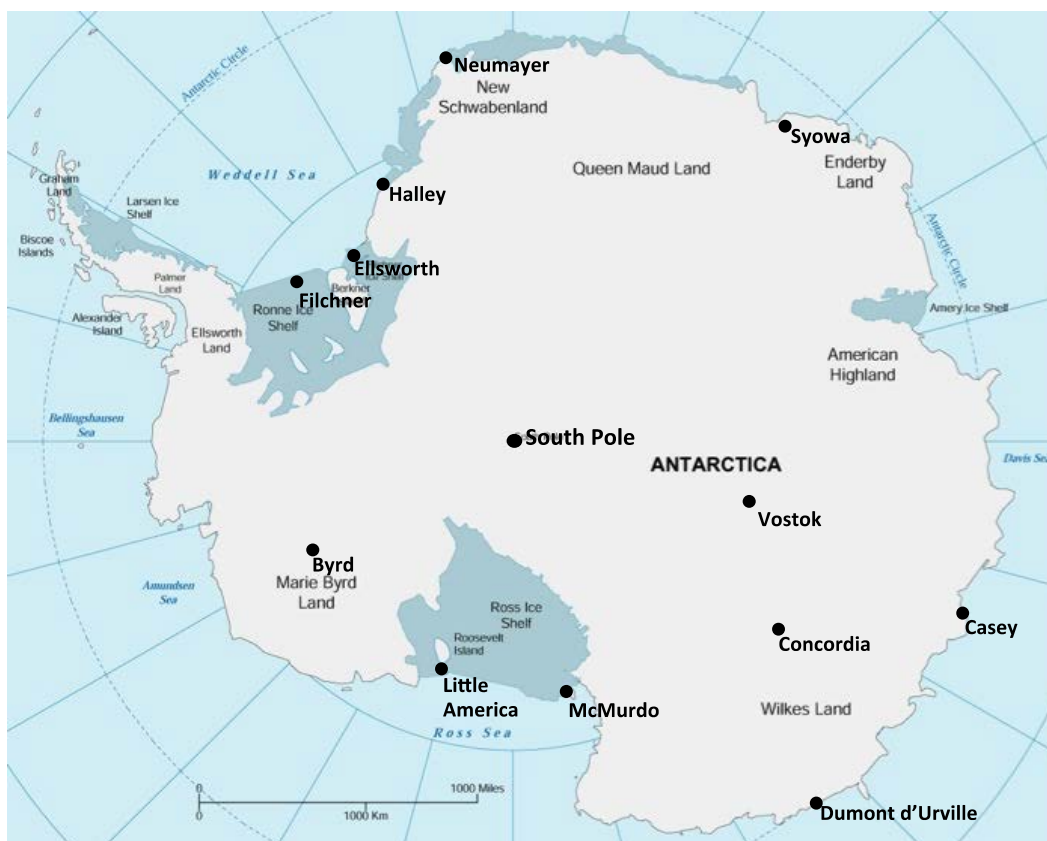 Antarctic Circle
Neumayer
New
Schwabenland
Syowa
Queen Maud Land
Enderby
Land
Weddell Sea
Graham
Land
Halley
Larsen Ice
Shelf
Antarctic Circle
Biscoe
Islands
Ellsworth
Palmer
Land
Filchner
Berkner
Ronne Ice
Shelf
Alexander
Island
Ellsworth
Land
Amery Ice Shelf
American
Highland
Bellingshausen
Sea
South Pole
ANTARCTICA
Davis Sea
Vostok
Byrd
Marie Byrd
Land
Amundsen
Sea
Ross Ice
Shelf
Roosevelt
Island
Casey
Concordia
Little
America
McMurdo
Wilkes Land
Ross Sea
1000 Miles
0
0
1000 Km
Dumont d’Urville